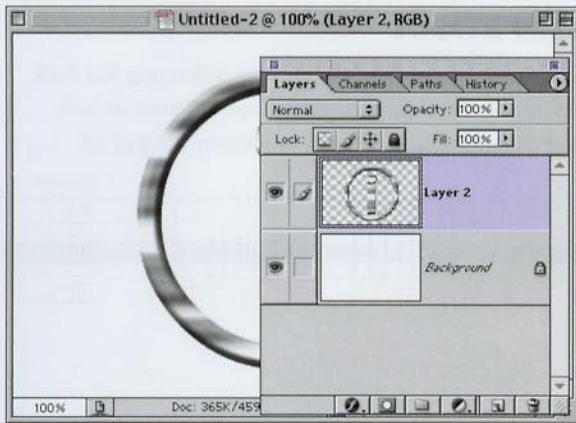 Untitled-2 @ 100% (Layer 2, RGB)
Layers Channels Paths History
Normal Opacity: 100%
Lock: Fill: 100%
Layer 2
Background
100% Doc: 365K/459